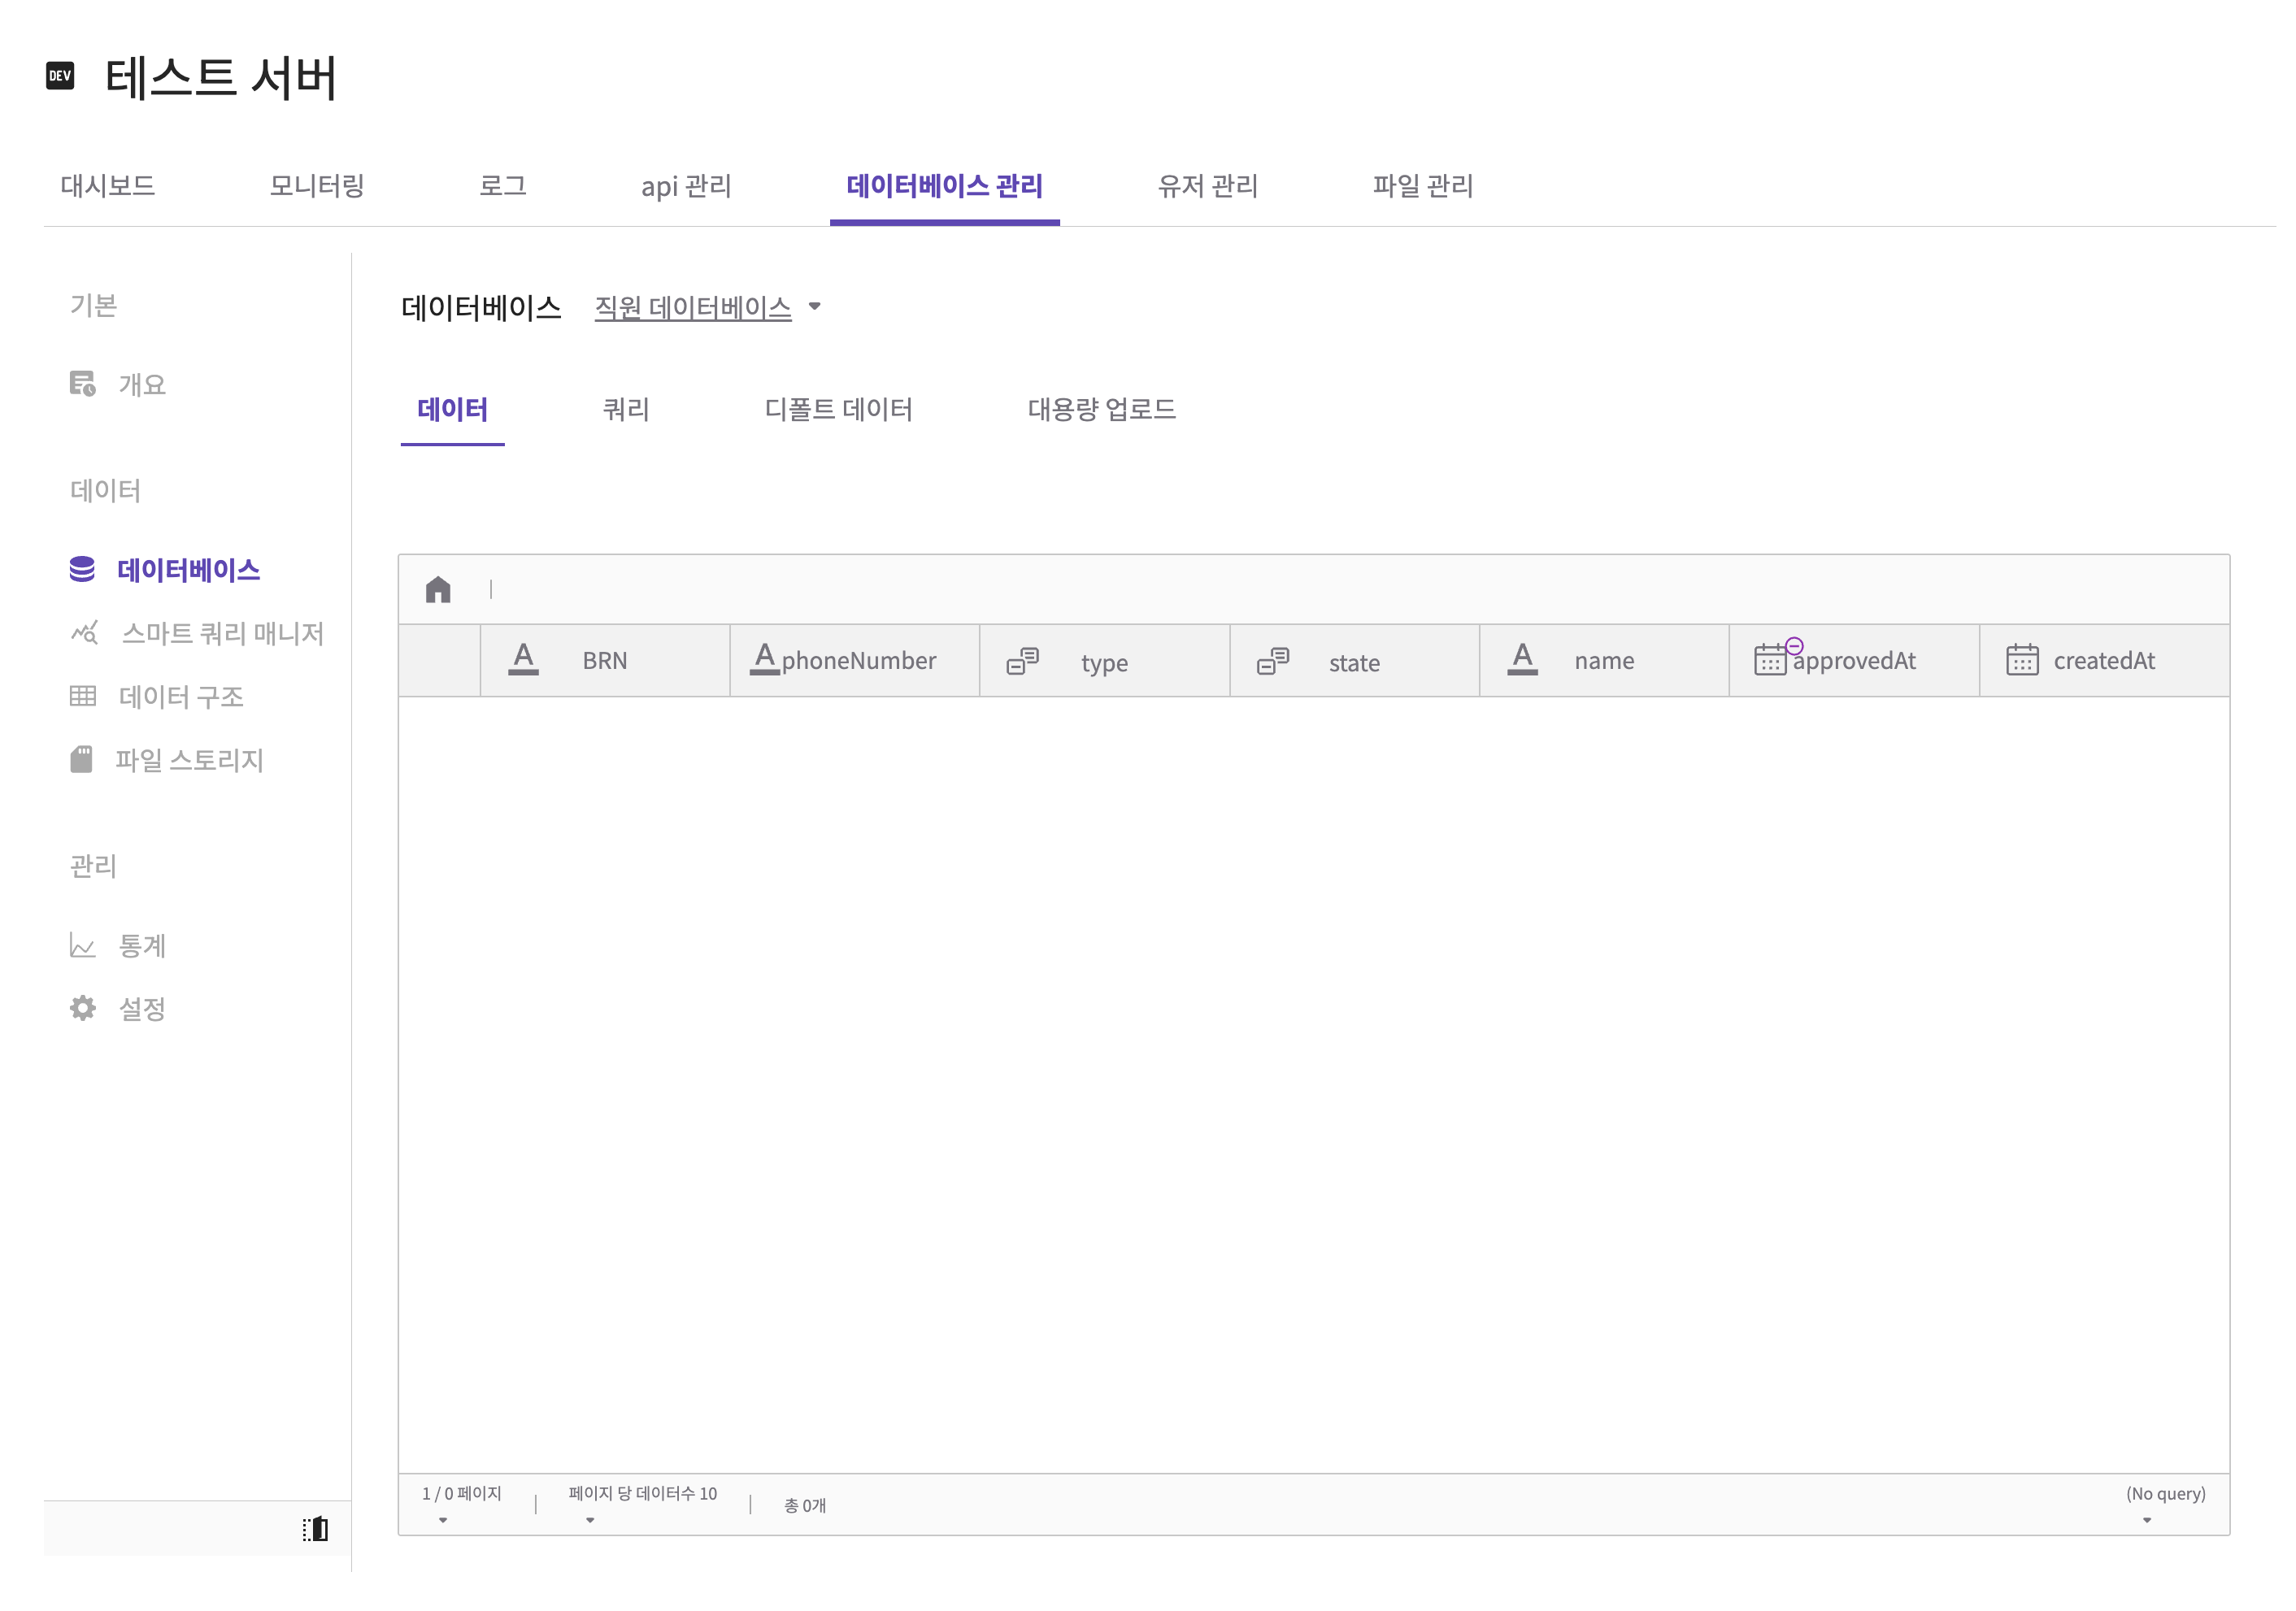 DEV 테스트 서버
대시보드 모니터링 로그 api 관리 데이터베이스 관리 유저 관리 파일 관리
기본
개요
데이터
데이터베이스
스마트 쿼리 매니저
데이터 구조
파일 스토리지
관리
통계
설정
데이터베이스 직원 데이터베이스
데이터 쿼리 디폴트 데이터 대용량 업로드
BRN phoneNumber type state name approvedAt createdAt
1 / 0 페이지 페이지 당 데이터수 10 총 0개 (No query)